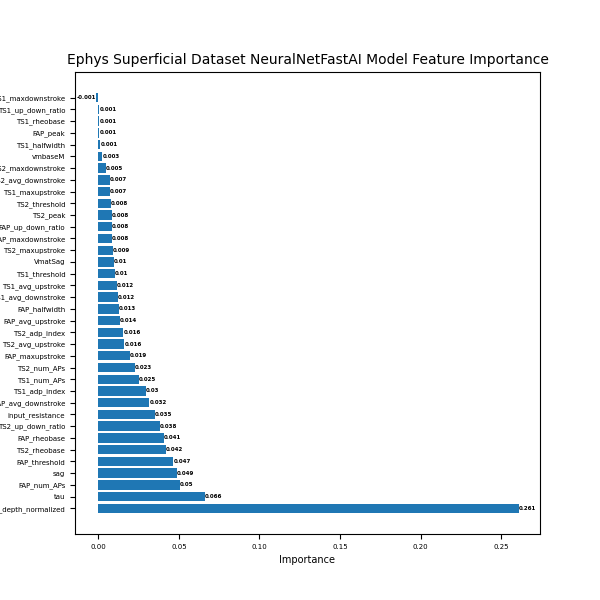 Ephys Superficial Dataset NeuralNetFastAI Model Feature Importance
S1_maxdownstroke -0.001
TS1_up_down_ratio 0.001
TS1_rheobase 0.001
FAP_peak 0.001
TS1_halfwidth 0.001
vmbaseM 0.003
S2_maxdownstroke 0.005
2_avg_downstroke 0.007
TS1_maxupstroke 0.007
TS2_threshold 0.008
TS2_peak 0.008
FAP_up_down_ratio 0.008
AP_maxdownstroke 0.008
TS2_maxupstroke 0.009
VmatSag 0.01
TS1_threshold 0.01
TS1_avg_upstroke 0.012
1_avg_downstroke 0.012
FAP_halfwidth 0.013
FAP_avg_upstroke 0.014
TS2_adp_index 0.016
TS2_avg_upstroke 0.016
FAP_maxupstroke 0.019
TS2_num_APs 0.023
TS1_num_APs 0.025
TS1_adp_index 0.03
AP_avg_downstroke 0.032
input_resistance 0.035
TS2_up_down_ratio 0.038
FAP_rheobase 0.041
TS2_rheobase 0.042
FAP_threshold 0.047
sag 0.049
FAP_num_APs 0.05
tau 0.066
_depth_normalized 0.261
0.00 0.05 0.10 0.15 0.20 0.25
Importance